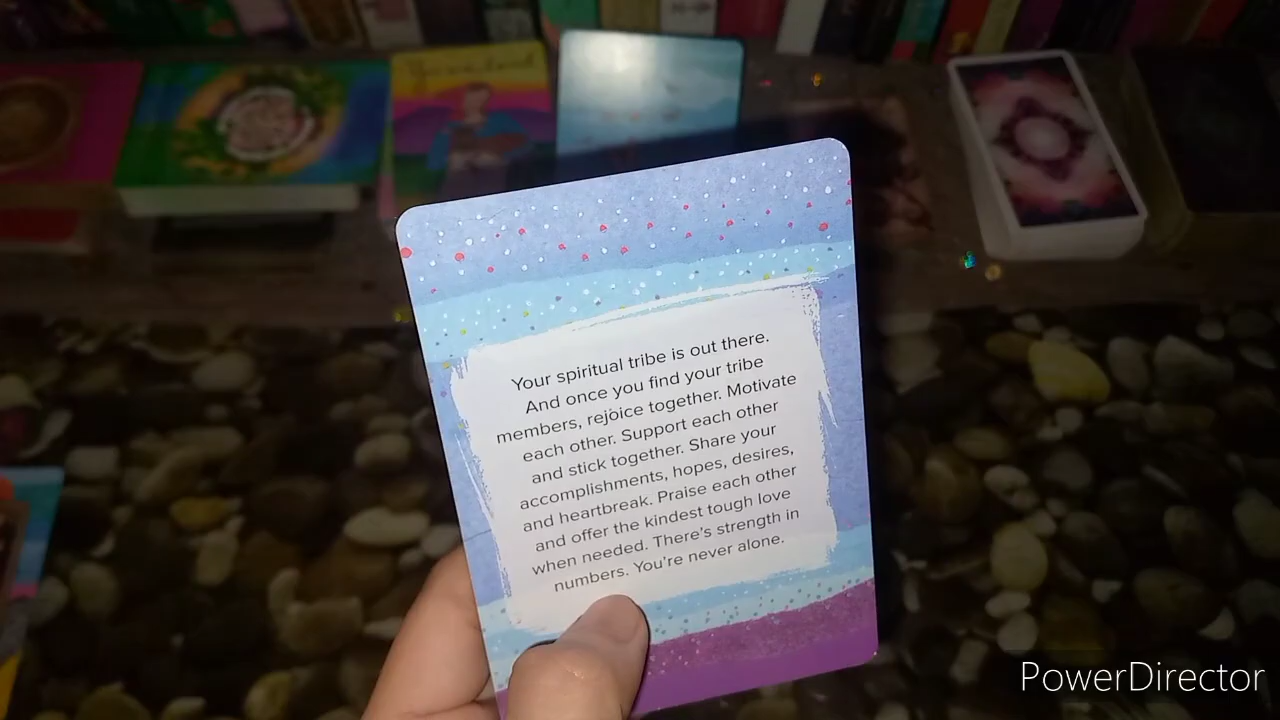 Your spiritual tribe is out there.
And once you find your tribe
members, rejoice together. Motivate
each other. Support each other
and stick together. Share your
accomplishments, hopes, desires,
and heartbreak. Praise each other
and offer the kindest tough love
when needed. There's strength in
numbers. You're never alone.
PowerDirector